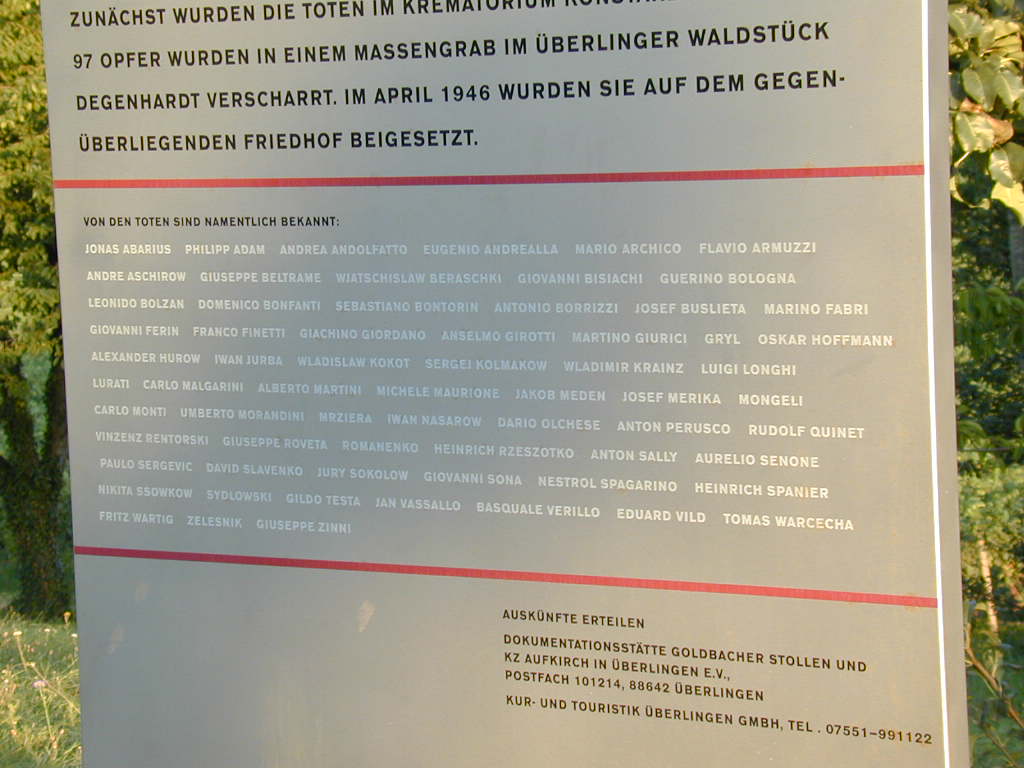 ZUNÄCHST WURDEN DIE TOTEN IM KREMATORIUM
97 OPFER WURDEN IN EINEM MASSENGRAB IM ÜBERLINGER WALDSTÜCK
DEGENHARDT VERSCHARRT. IM APRIL 1946 WURDEN SIE AUF DEM GEGEN-
ÜBERLIEGENDEN FRIEDHOF BEIGESETZT.
VON DEN TOTEN SIND NAMENTLICH BEKANNT:
JONAS ABARIUS PHILIPP ADAM ANDREA ANDOLFATTO EUGENIO ANDREALLA MARIO ARCHICO FLAVIO ARMUZZI
ANDRE ASCHIROW GIUSEPPE BELTRAME WJATSCHISLAW BERASCHKI GIOVANNI BISIACHI GUERINO BOLOGNA
LEONIDO BOLZAN DOMENICO BONFANTI SEBASTIANO BONTORIN ANTONIO BORRIZZI JOSEF BUSLIETA MARINO FABRI
GIOVANNI FERIN FRANCO FINETTI GIACHINO GIORDANO ANSELMO GIROTTI MARTINO GIURICI GRYL OSKAR HOFFMANN
ALEXANDER HUROW IWAN JURBA WLADISLAW KOKOT SERGEI KOLMAKOW WLADIMIR KRAINZ LUIGI LONGHI
LURATI CARLO MALGARINI ALBERTO MARTINI MICHELE MAURIONE JAKOB MEDEN JOSEF MERIKA MONGELI
CARLO MONTI UMBERTO MORANDINI MRZIERA IWAN NASAROW DARIO OLCHESE ANTON PERUSCO RUDOLF QUINET
VINZENZ RENTORSKI GIUSEPPE ROVETA ROMANENKO HEINRICH RZESZOTKO ANTON SALLY AURELIO SENONE
PAULO SERGEVIC DAVID SLAVENKO JURY SOKOLOW GIOVANNI SONA NESTROL SPAGARINO HEINRICH SPANIER
NIKITA SSOWKOW SYDLOWSKI GILDO TESTA JAN VASSALLO BASQUALE VERILLO EDUARD VILD TOMAS WARCECHA
FRITZ WARTIG ZELESNIK GIUSEPPE ZINNI
AUSKÜNFTE ERTEILEN
DOKUMENTATIONSSTÄTTE GOLDBACHER STOLLEN UND
KZ AUFKIRCH IN ÜBERLINGEN E.V.,
POSTFACH 101214, 88642 ÜBERLINGEN
KUR- UND TOURISTIK ÜBERLINGEN GMBH, TEL . 07551–991122